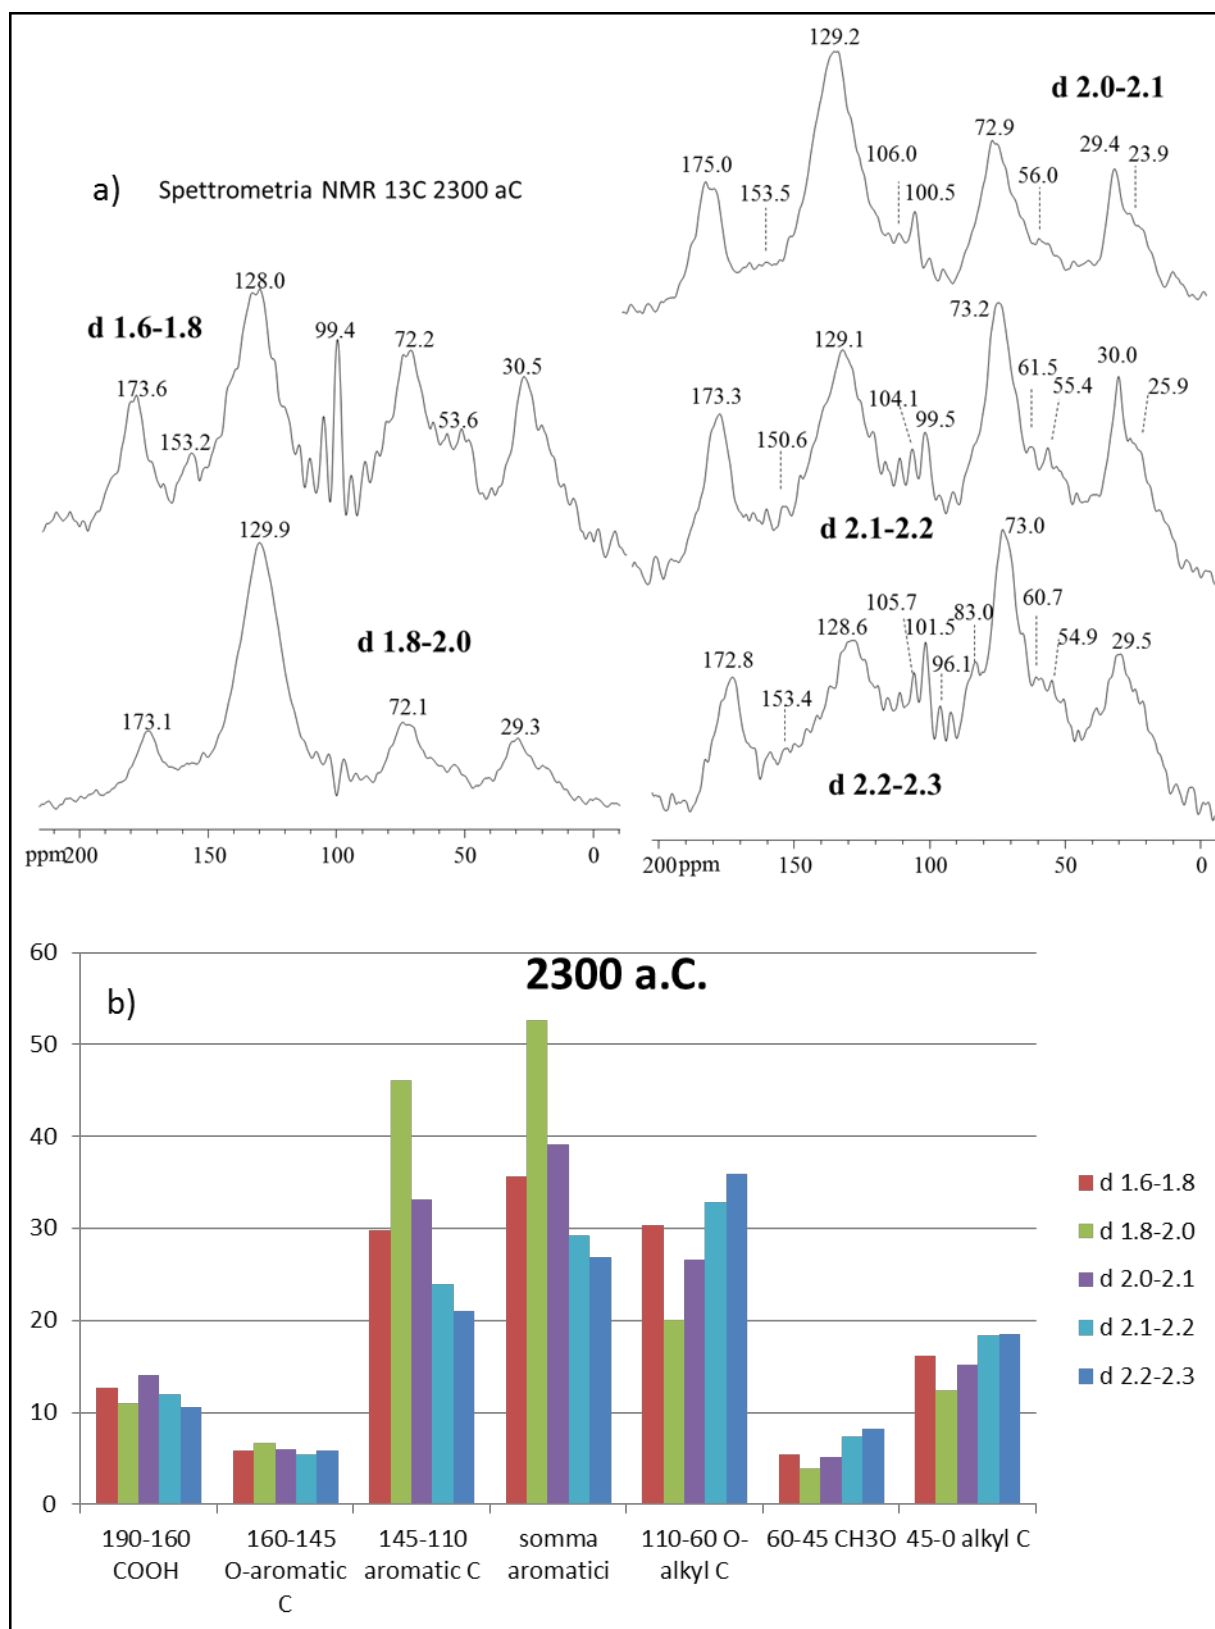 a) Spettrometria NMR 13C 2300 aC
d 1.6-1.8
173.6
153.2
128.0
99.4
72.2
53.6
30.5
d 1.8-2.0
173.1
129.9
72.1
29.3
ppm200 150 100 50 0
d 2.0-2.1
175.0
153.5
129.2
106.0
100.5
72.9
56.0
29.4
23.9
d 2.1-2.2
173.3
150.6
129.1
104.1
99.5
73.2
61.5
55.4
30.0
25.9
d 2.2-2.3
172.8
153.4
128.6
105.7
101.5
96.1
83.0
73.0
60.7
54.9
29.5
200ppm 150 100 50 0
b)
2300 a.C.
60
50
40
30
20
10
0
190-160
COOH
160-145
O-aromatic
C
145-110
aromatic C
somma
aromatici
110-60 O-
alkyl C
60-45 CH3O
45-0 alkyl C
d 1.6-1.8
d 1.8-2.0
d 2.0-2.1
d 2.1-2.2
d 2.2-2.3